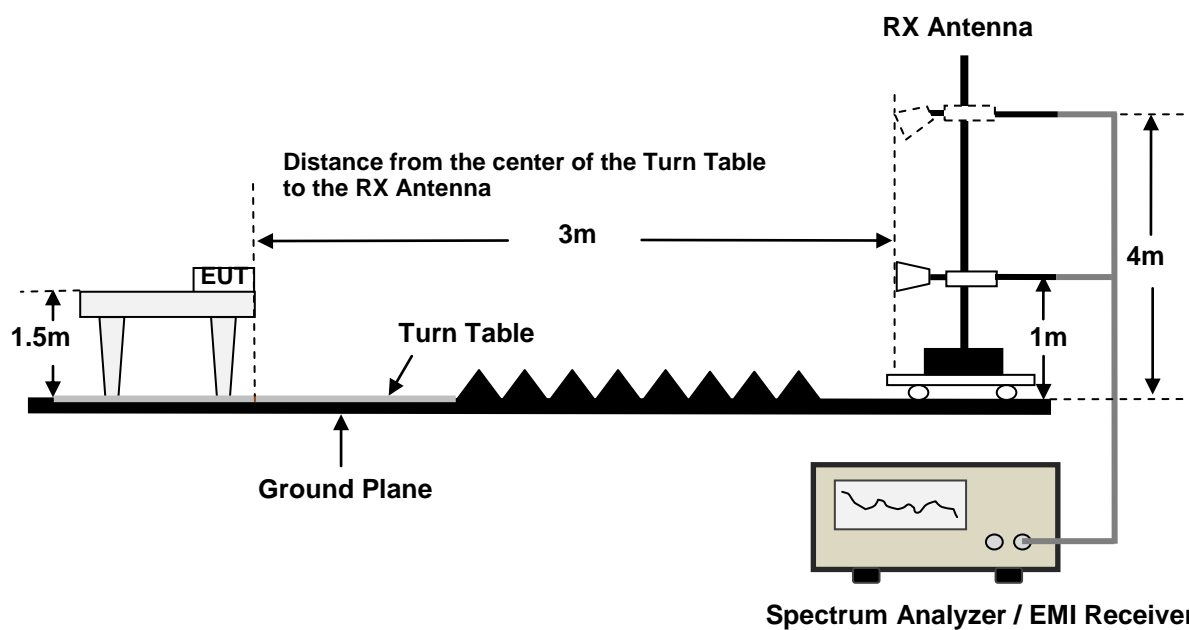 RX Antenna
Distance from the center of the Turn Table
to the RX Antenna
3m
4m
EUT
1.5m
Turn Table
1m
Ground Plane
Spectrum Analyzer / EMI Receiver